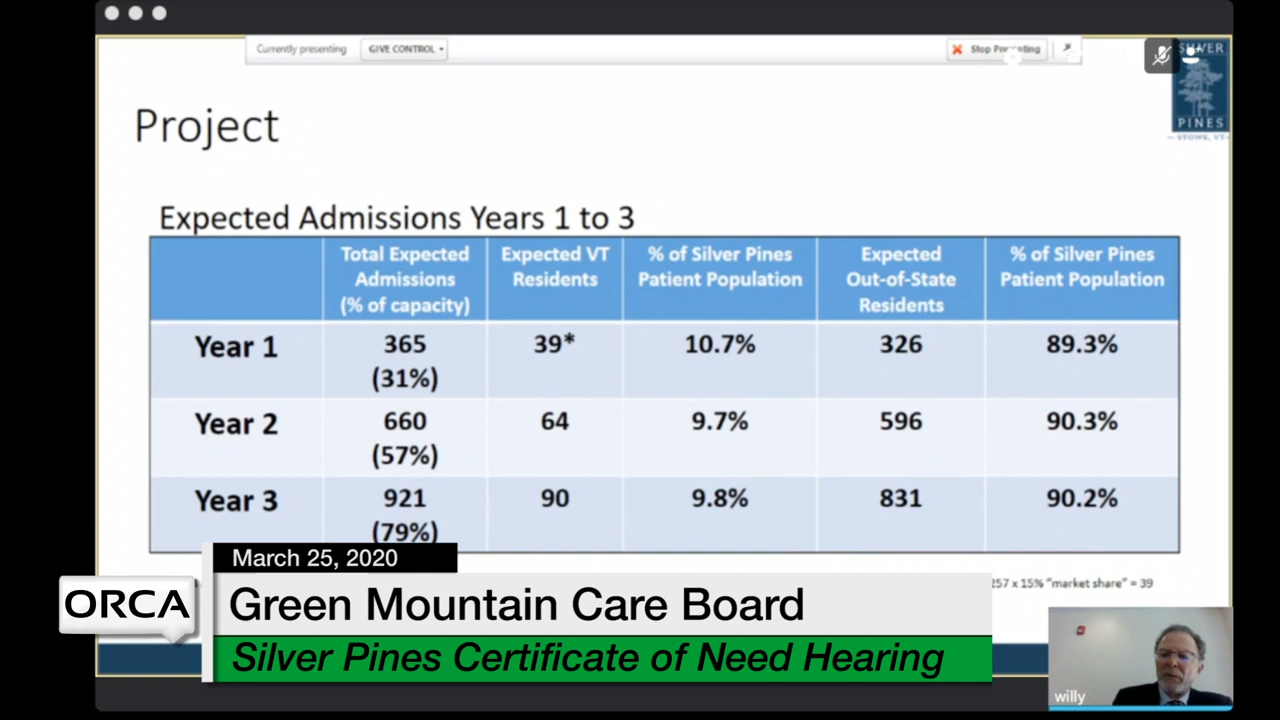 Currently presenting
GIVE CONTROL
Stop Presenting
SILVER
PINES
STOWE, VT
Project
Expected Admissions Years 1 to 3
Total Expected Admissions (% of capacity)
Expected VT Residents
% of Silver Pines Patient Population
Expected Out-of-State Residents
% of Silver Pines Patient Population
Year 1
365 (31%)
39*
10.7%
326
89.3%
Year 2
660 (57%)
64
9.7%
596
90.3%
Year 3
921 (79%)
90
9.8%
831
90.2%
257 x 15% "market share" = 39
March 25, 2020
ORCA
Green Mountain Care Board
Silver Pines Certificate of Need Hearing
willy